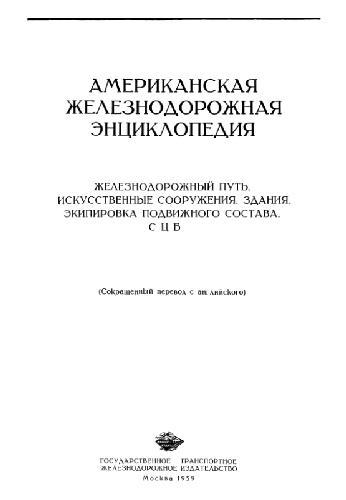 АМЕРИКАНСКАЯ
ЖЕЛЕЗНОДОРОЖНАЯ
ЭНЦИКЛОПЕДИЯ
ЖЕЛЕЗНОДОРОЖНЫЙ ПУТЬ.
ИСКУССТВЕННЫЕ СООРУЖЕНИЯ. ЗДАНИЯ.
ЭКИПИРОВКА ПОДВИЖНОГО СОСТАВА.
С Ц Б
(Сокращенный перевод с английского)
ГОСУДАРСТВЕННОЕ ТРАНСПОРТНОЕ
ЖЕЛЕЗНОДОРОЖНОЕ ИЗДАТЕЛЬСТВО
Москва 1959